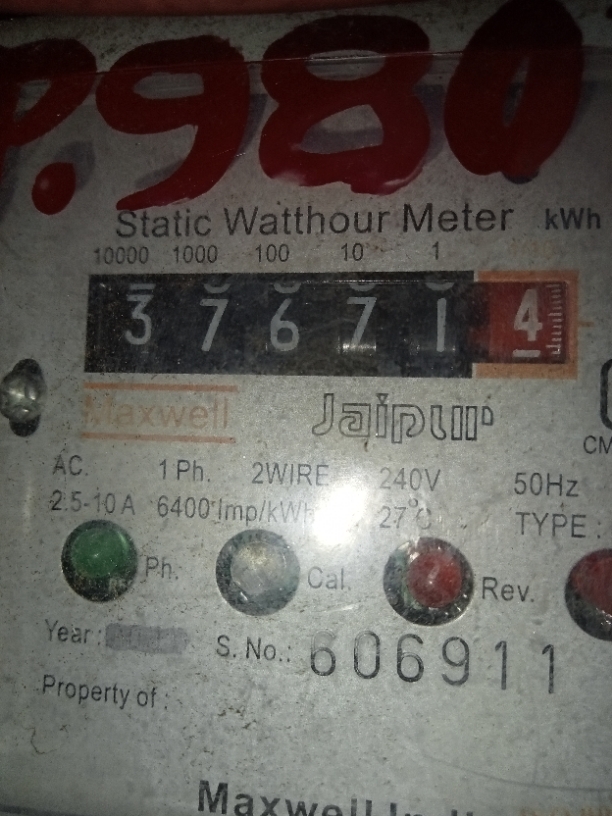 P.980
Static Watthour Meter kWh
10000 1000 100 10 1
3 7 6 7 1 4
Maxwell Jaipur
CM
AC. 1 Ph. 2WIRE 240V 50Hz
2.5-10 A 6400 Imp/kWh 27°C TYPE :
Ph. Cal. Rev.
Year : S. No.: 606911
Property of :
Maxwell